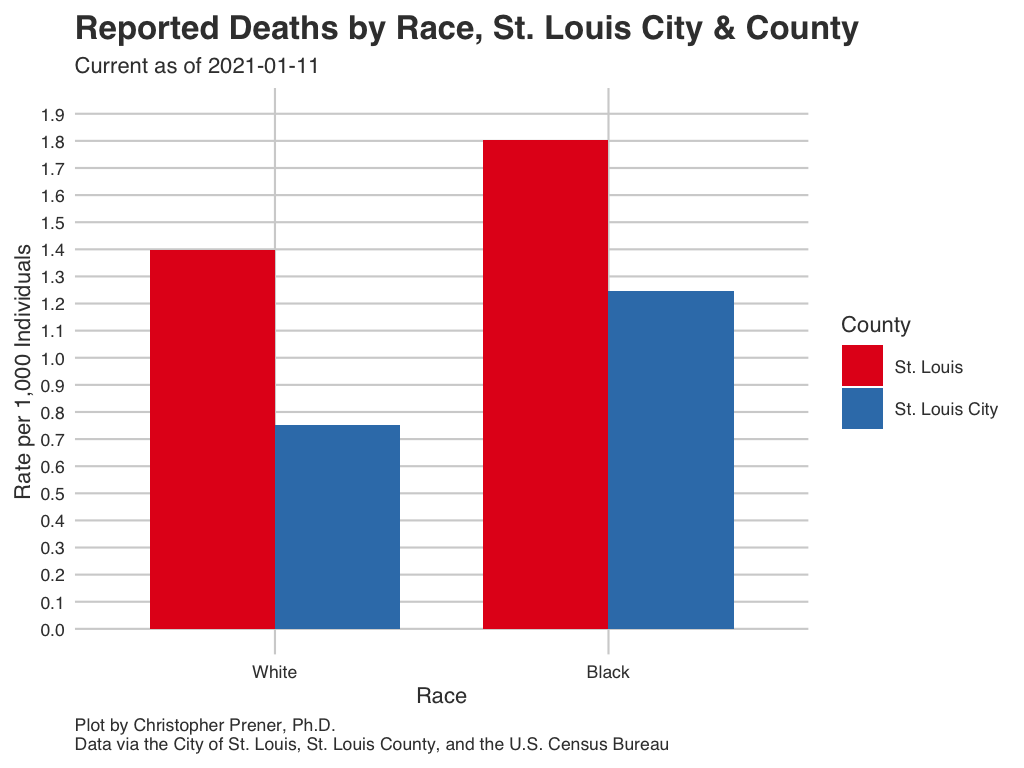 Reported Deaths by Race, St. Louis City & County
Current as of 2021-01-11
Rate per 1,000 Individuals
1.9
1.8
1.7
1.6
1.5
1.4
1.3
1.2
1.1
1.0
0.9
0.8
0.7
0.6
0.5
0.4
0.3
0.2
0.1
0.0
White
Black
Race
County
St. Louis
St. Louis City
Plot by Christopher Prener, Ph.D.
Data via the City of St. Louis, St. Louis County, and the U.S. Census Bureau